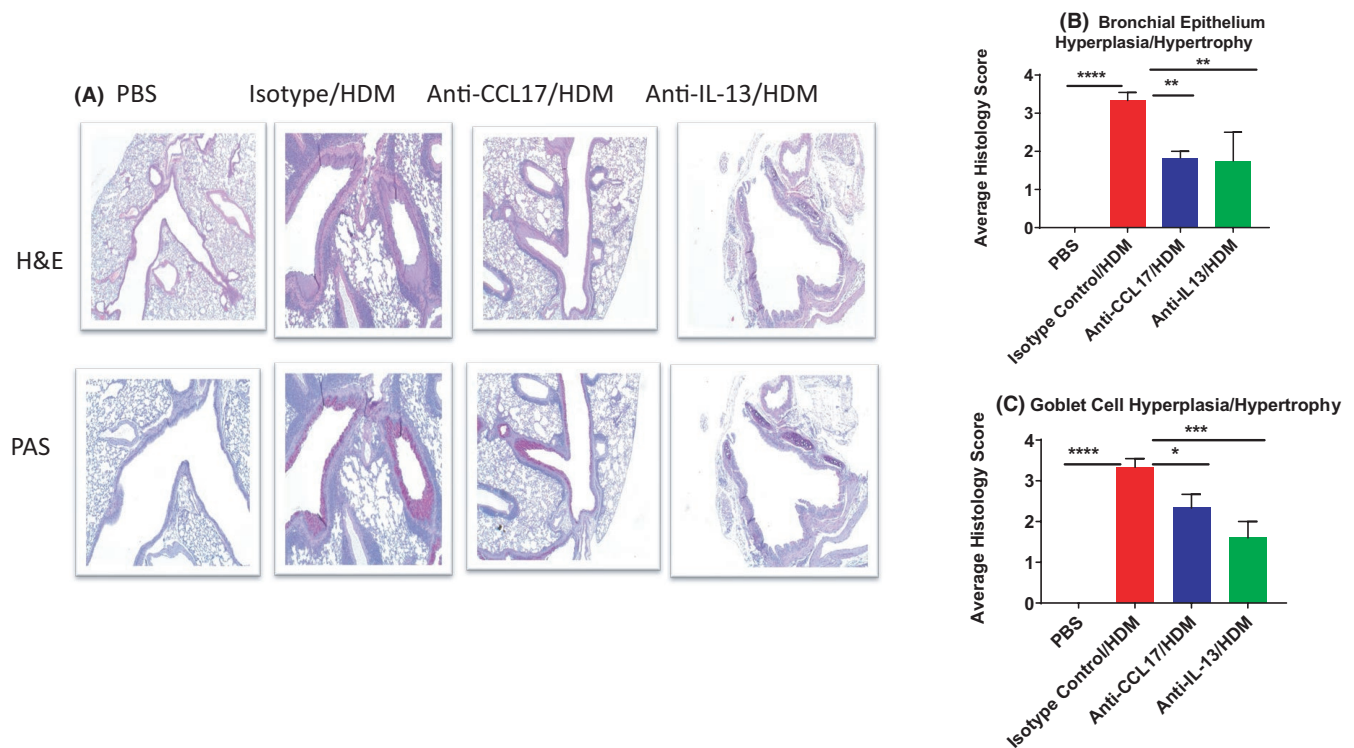 (A) PBS
Isotype/HDM
Anti-CCL17/HDM
Anti-IL-13/HDM
H&E
PAS
(B) Bronchial Epithelium
Hyperplasia/Hypertrophy
Average Histology Score
4
3
2
1
0
****
**
**
PBS
Isotype Control/HDM
Anti-CCL17/HDM
Anti-IL13/HDM
(C) Goblet Cell Hyperplasia/Hypertrophy
Average Histology Score
4
3
2
1
0
****
*
***
PBS
Isotype Control/HDM
Anti-CCL17/HDM
Anti-IL-13/HDM